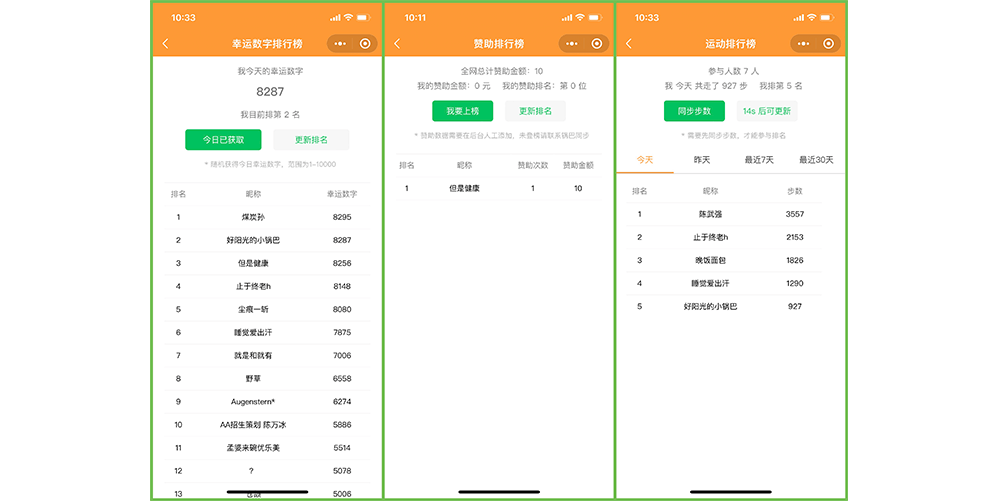 10:33
幸运数字排行榜
我今天的幸运数字
8287
我目前排第 2 名
今日已获取 更新排名
* 随机获得今日幸运数字，范围为1~10000
排名 昵称 幸运数字
1 煤炭孙 8295
2 好阳光的小锅巴 8287
3 但是健康 8256
4 止于终老h 8148
5 尘痕一斩 8080
6 睡觉爱出汗 7875
7 就是和就有 7006
8 野草 6558
9 Augenstern* 6274
10 AA招生策划 陈万冰 5886
11 孟婆来碗优乐美 5514
12 ? 5078
13 5006
10:11
赞助排行榜
全网总计赞助金额：10
我的赞助金额：0 元 我的赞助排名：第 0 位
我要上榜 更新排名
* 赞助数据需要在后台人工添加，未登榜请联系锅巴同步
排名 昵称 赞助次数 赞助金额
1 但是健康 1 10
10:33
运动排行榜
参与人数 7 人
我 今天 共走了 927 步 我排第 5 名
同步步数 14s 后可更新
* 需要先同步步数，才能参与排名
今天 昨天 最近7天 最近30天
排名 昵称 步数
1 陈武强 3557
2 止于终老h 2153
3 晚饭面包 1826
4 睡觉爱出汗 1290
5 好阳光的小锅巴 927